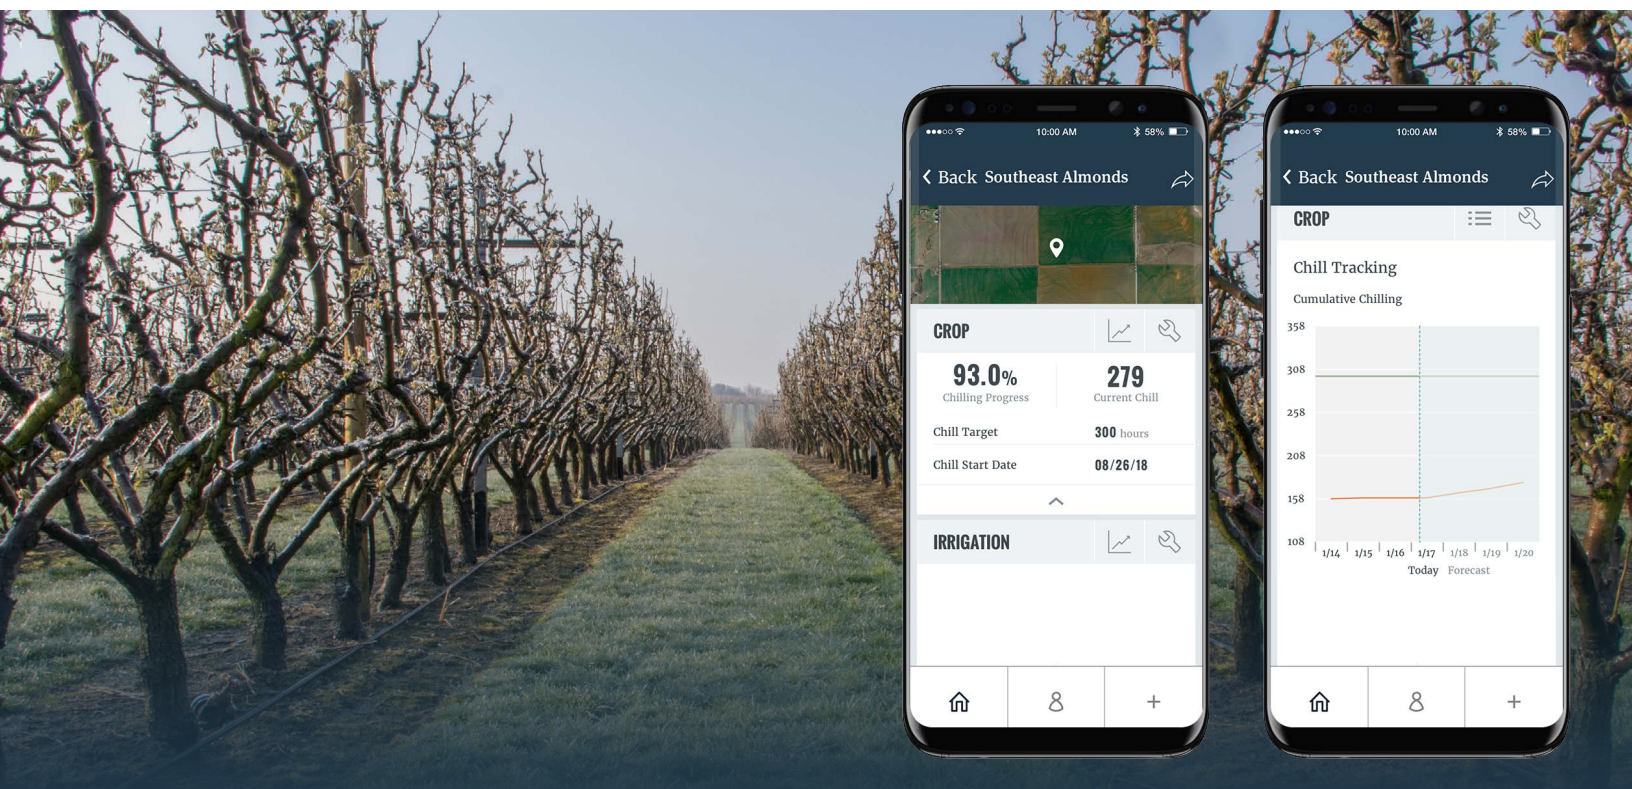 10:00 AM
58%
Back Southeast Almonds
CROP
93.0%
Chilling Progress
279
Current Chill
Chill Target
300 hours
Chill Start Date
08/26/18
IRRIGATION
10:00 AM
58%
Back Southeast Almonds
CROP
Chill Tracking
Cumulative Chilling
358
308
258
208
158
108
1/14 1/15 1/16 1/17 1/18 1/19 1/20
Today Forecast